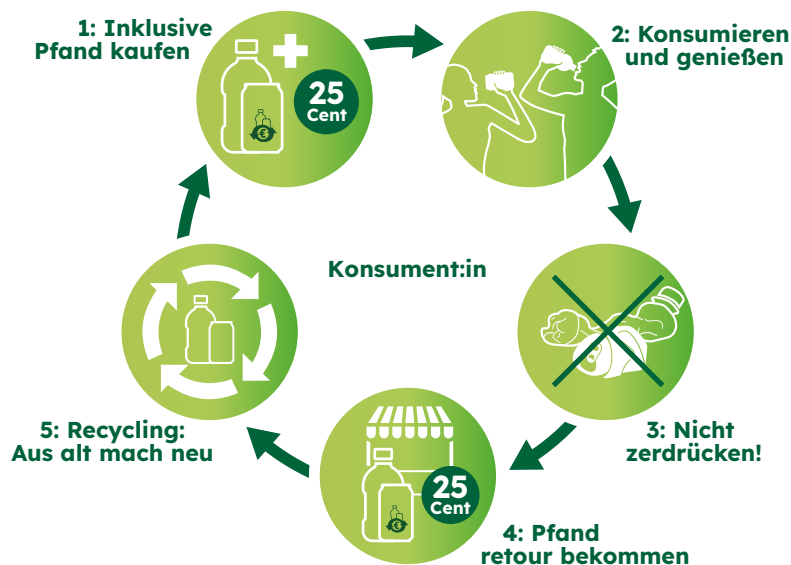 1: Inklusive
Pfand kaufen
25
Cent
€
2: Konsumieren
und genießen
Konsument:in
3: Nicht
zerdrücken!
4: Pfand
retour bekommen
25
Cent
€
5: Recycling:
Aus alt mach neu